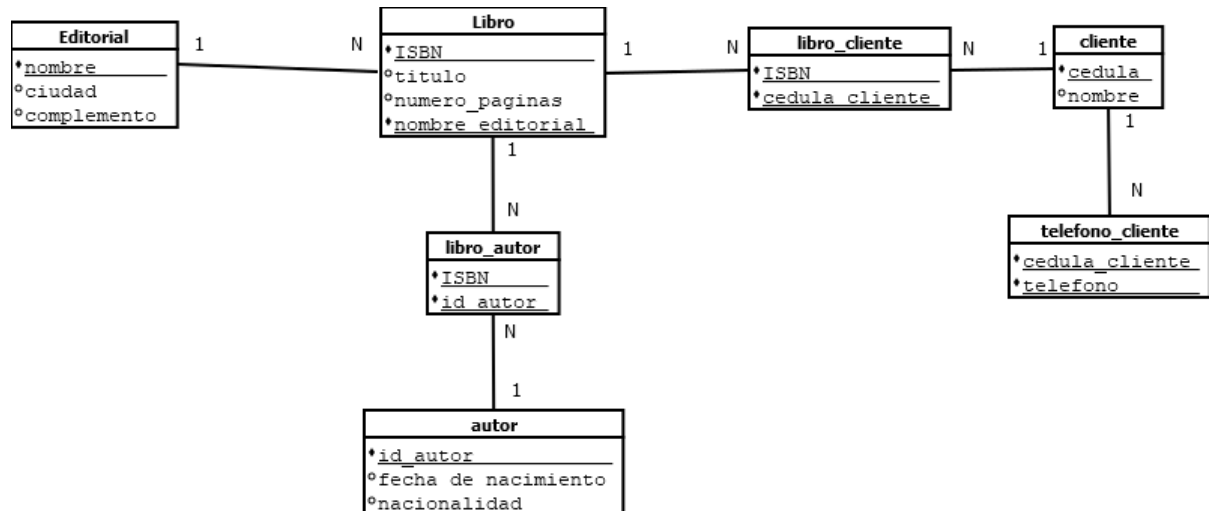 Editorial
nombre
ciudad
complemento
1
N
Libro
ISBN
titulo
numero_paginas
nombre_editorial
1
N
libro_cliente
ISBN
cedula_cliente
N
1
cliente
cedula
nombre
1
N
telefono_cliente
cedula_cliente
telefono
1
N
libro_autor
ISBN
id_autor
N
1
autor
id_autor
fecha de nacimiento
nacionalidad